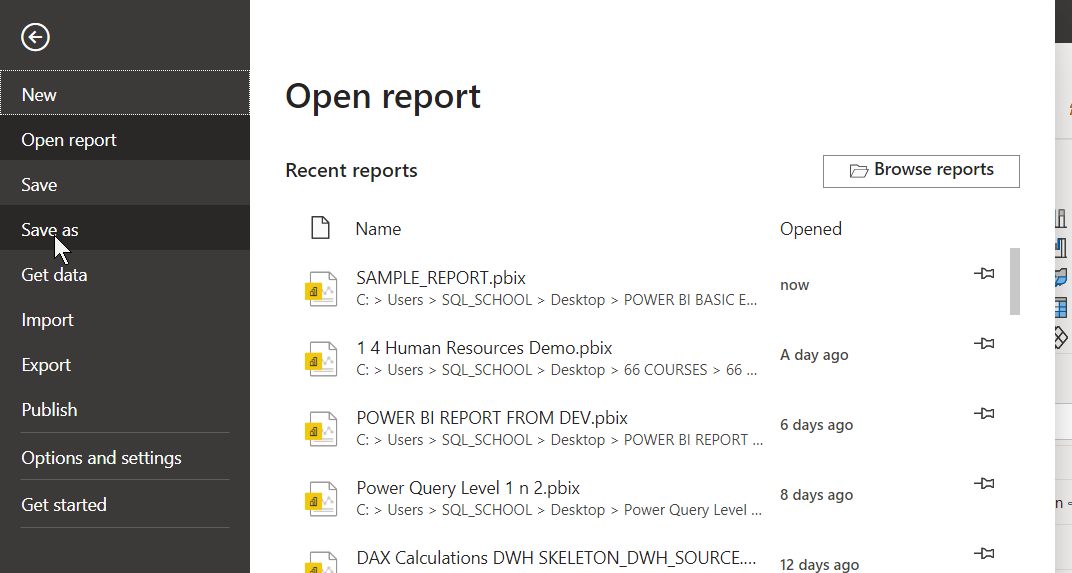 New
Open report
Save
Save as
Get data
Import
Export
Publish
Options and settings
Get started
Open report
Recent reports
Browse reports
Name Opened
SAMPLE_REPORT.pbix
C: > Users > SQL_SCHOOL > Desktop > POWER BI BASIC E...
now
1 4 Human Resources Demo.pbix
C: > Users > SQL_SCHOOL > Desktop > 66 COURSES > 66 ...
A day ago
POWER BI REPORT FROM DEV.pbix
C: > Users > SQL_SCHOOL > Desktop > POWER BI REPORT ...
6 days ago
Power Query Level 1 n 2.pbix
C: > Users > SQL_SCHOOL > Desktop > Power Query Level ...
8 days ago
DAX Calculations DWH SKELETON_DWH_SOURCE....
12 days ago